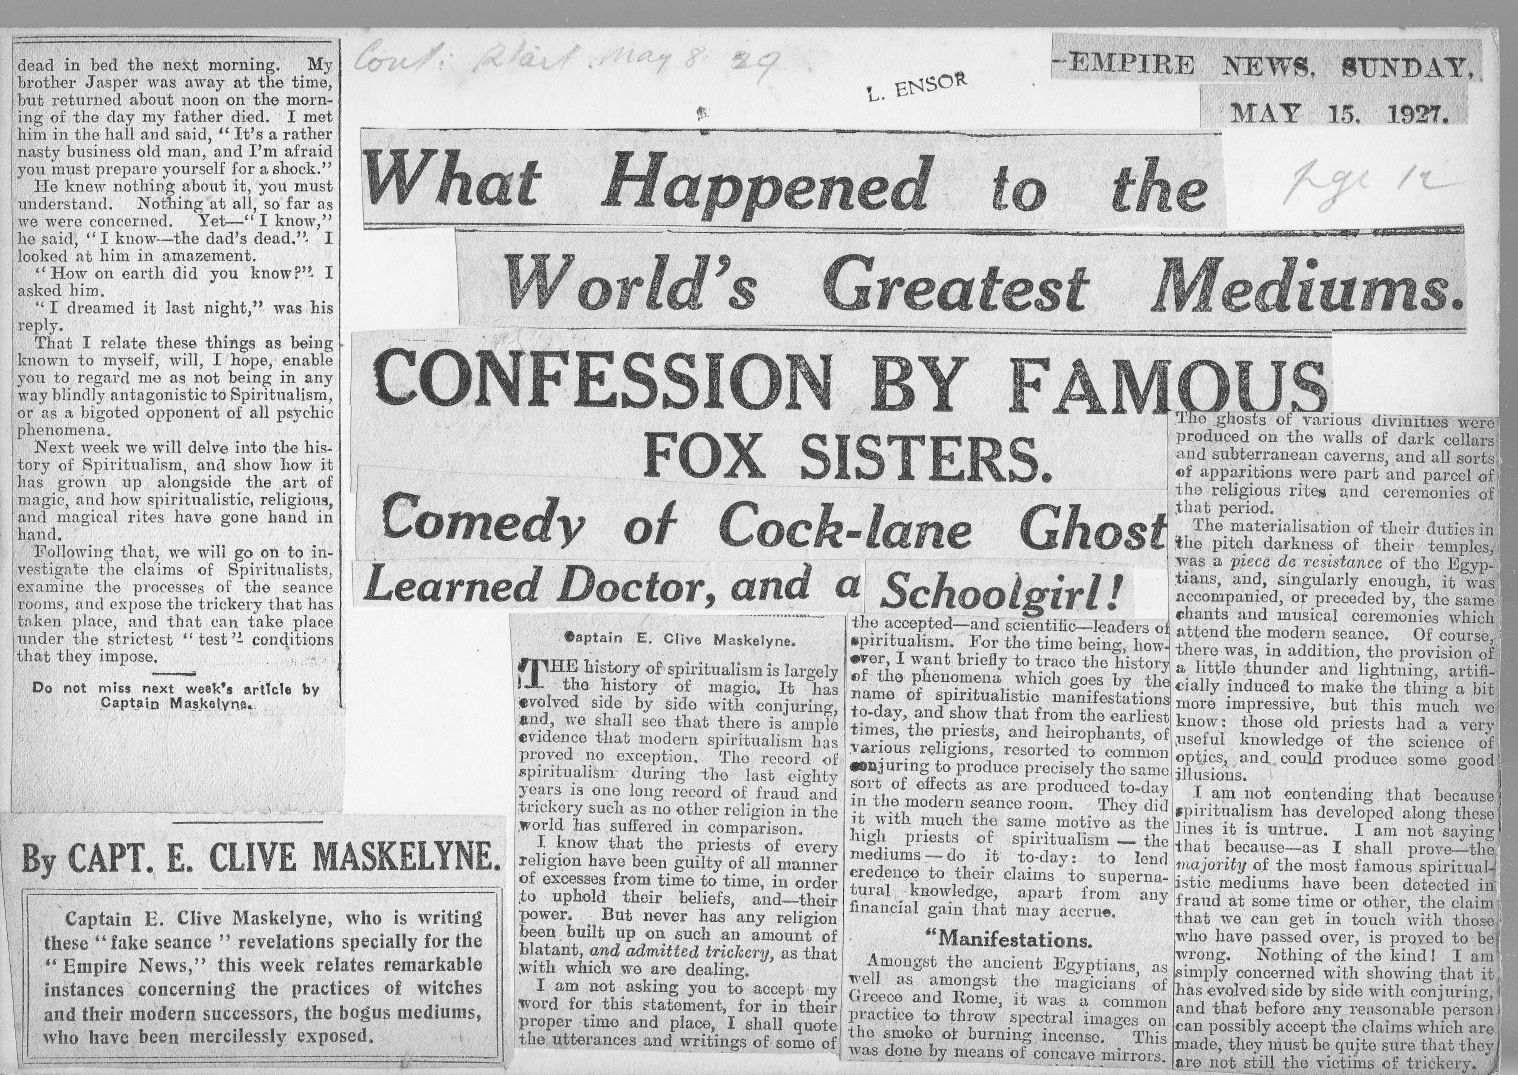 dead in bed the next morning. My
brother Jasper was away at the time,
but returned about noon on the morn-
ing of the day my father died. I met
him in the hall and said, "It's a rather
nasty business old man, and I'm afraid
you must prepare yourself for a shock."
He knew nothing about it, you must
understand. Nothing at all, so far as
we were concerned. Yet—"I know,"
he said, "I know—the dad's dead." I
looked at him in amazement.
"How on earth did you know?" I
asked him.
"I dreamed it last night," was his
reply.
That I relate these things as being
known to myself, will, I hope, enable
you to regard me as not being in any
way blindly antagonistic to Spiritualism,
or as a bigoted opponent of all psychic
phenomena.
Next week we will delve into the his-
tory of Spiritualism, and show how it
has grown up alongside the art of
magic, and how spiritualistic, religious,
and magical rites have gone hand in
hand.
Following that, we will go on to in-
vestigate the claims of Spiritualists,
examine the processes of the seance
rooms, and expose the trickery that has
taken place, and that can take place
under the strictest "test" conditions
that they impose.
Do not miss next week's article by
Captain Maskelyne.
Cont: Start. May 8. 29
L. ENSOR
—EMPIRE NEWS, SUNDAY,
MAY 15, 1927.
pge 12
What Happened to the
World's Greatest Mediums.
CONFESSION BY FAMOUS
FOX SISTERS.
Comedy of Cock-lane Ghost
Learned Doctor, and a Schoolgirl!
By CAPT. E. CLIVE MASKELYNE.
Captain E. Clive Maskelyne, who is writing
these "fake seance" revelations specially for the
"Empire News," this week relates remarkable
instances concerning the practices of witches
and their modern successors, the bogus mediums,
who have been mercilessly exposed.
Captain E. Clive Maskelyne.
THE history of spiritualism is largely
the history of magic. It has
evolved side by side with conjuring,
and, we shall see that there is ample
evidence that modern spiritualism has
proved no exception. The record of
spiritualism during the last eighty
years is one long record of fraud and
trickery such as no other religion in the
world has suffered in comparison.
I know that the priests of every
religion have been guilty of all manner
of excesses from time to time, in order
to uphold their beliefs, and—their
power. But never has any religion
been built up on such an amount of
blatant, and admitted trickery, as that
with which we are dealing.
I am not asking you to accept my
word for this statement, for in their
proper time and place, I shall quote
the utterances and writings of some of
the accepted—and scientific—leaders of
spiritualism. For the time being, how-
ever, I want briefly to trace the history
of the phenomena which goes by the
name of spiritualistic manifestations
to-day, and show that from the earliest
times, the priests, and heirophants, of
various religions, resorted to common
conjuring to produce precisely the same
sort of effects as are produced to-day
in the modern seance room. They did
it with much the same motive as the
high priests of spiritualism — the
mediums — do it to-day: to lend
credence to their claims to superna-
tural knowledge, apart from any
financial gain that may accrue.
"Manifestations.
Amongst the ancient Egyptians, as
well as amongst the magicians of
Greece and Rome, it was a common
practice to throw spectral images on
the smoke of burning incense. This
was done by means of concave mirrors.
The ghosts of various divinities were
produced on the walls of dark cellars
and subterranean caverns, and all sorts
of apparitions were part and parcel of
the religious rites and ceremonies of
that period.
The materialisation of their duties in
the pitch darkness of their temples,
was a piece de resistance of the Egyp-
tians, and, singularly enough, it was
accompanied, or preceded by, the same
chants and musical ceremonies which
attend the modern seance. Of course,
there was, in addition, the provision of
a little thunder and lightning, artifi-
cially induced to make the thing a bit
more impressive, but this much we
know: those old priests had a very
useful knowledge of the science of
optics, and could produce some good
illusions.
I am not contending that because
spiritualism has developed along these
lines it is untrue. I am not saying
that because—as I shall prove—the
majority of the most famous spiritual-
istic mediums have been detected in
fraud at some time or other, the claim
that we can get in touch with those
who have passed over, is proved to be
wrong. Nothing of the kind! I am
simply concerned with showing that it
has evolved side by side with conjuring,
and that before any reasonable person
can possibly accept the claims which are
made, they must be quite sure that they
are not still the victims of trickery.